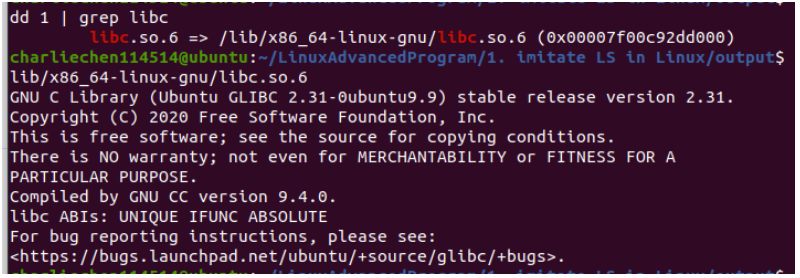 dd 1 | grep libc
libc.so.6 => /lib/x86_64-linux-gnu/libc.so.6 (0x00007f00c92dd000)
charliechen114514@ubuntu:~/LinuxAdvancedProgram/1. imitate LS in Linux/output$
lib/x86_64-linux-gnu/libc.so.6
GNU C Library (Ubuntu GLIBC 2.31-0ubuntu9.9) stable release version 2.31.
Copyright (C) 2020 Free Software Foundation, Inc.
This is free software; see the source for copying conditions.
There is NO warranty; not even for MERCHANTABILITY or FITNESS FOR A
PARTICULAR PURPOSE.
Compiled by GNU CC version 9.4.0.
libc ABIs: UNIQUE IFUNC ABSOLUTE
For bug reporting instructions, please see:
<https://bugs.launchpad.net/ubuntu/+source/glibc/+bugs>.